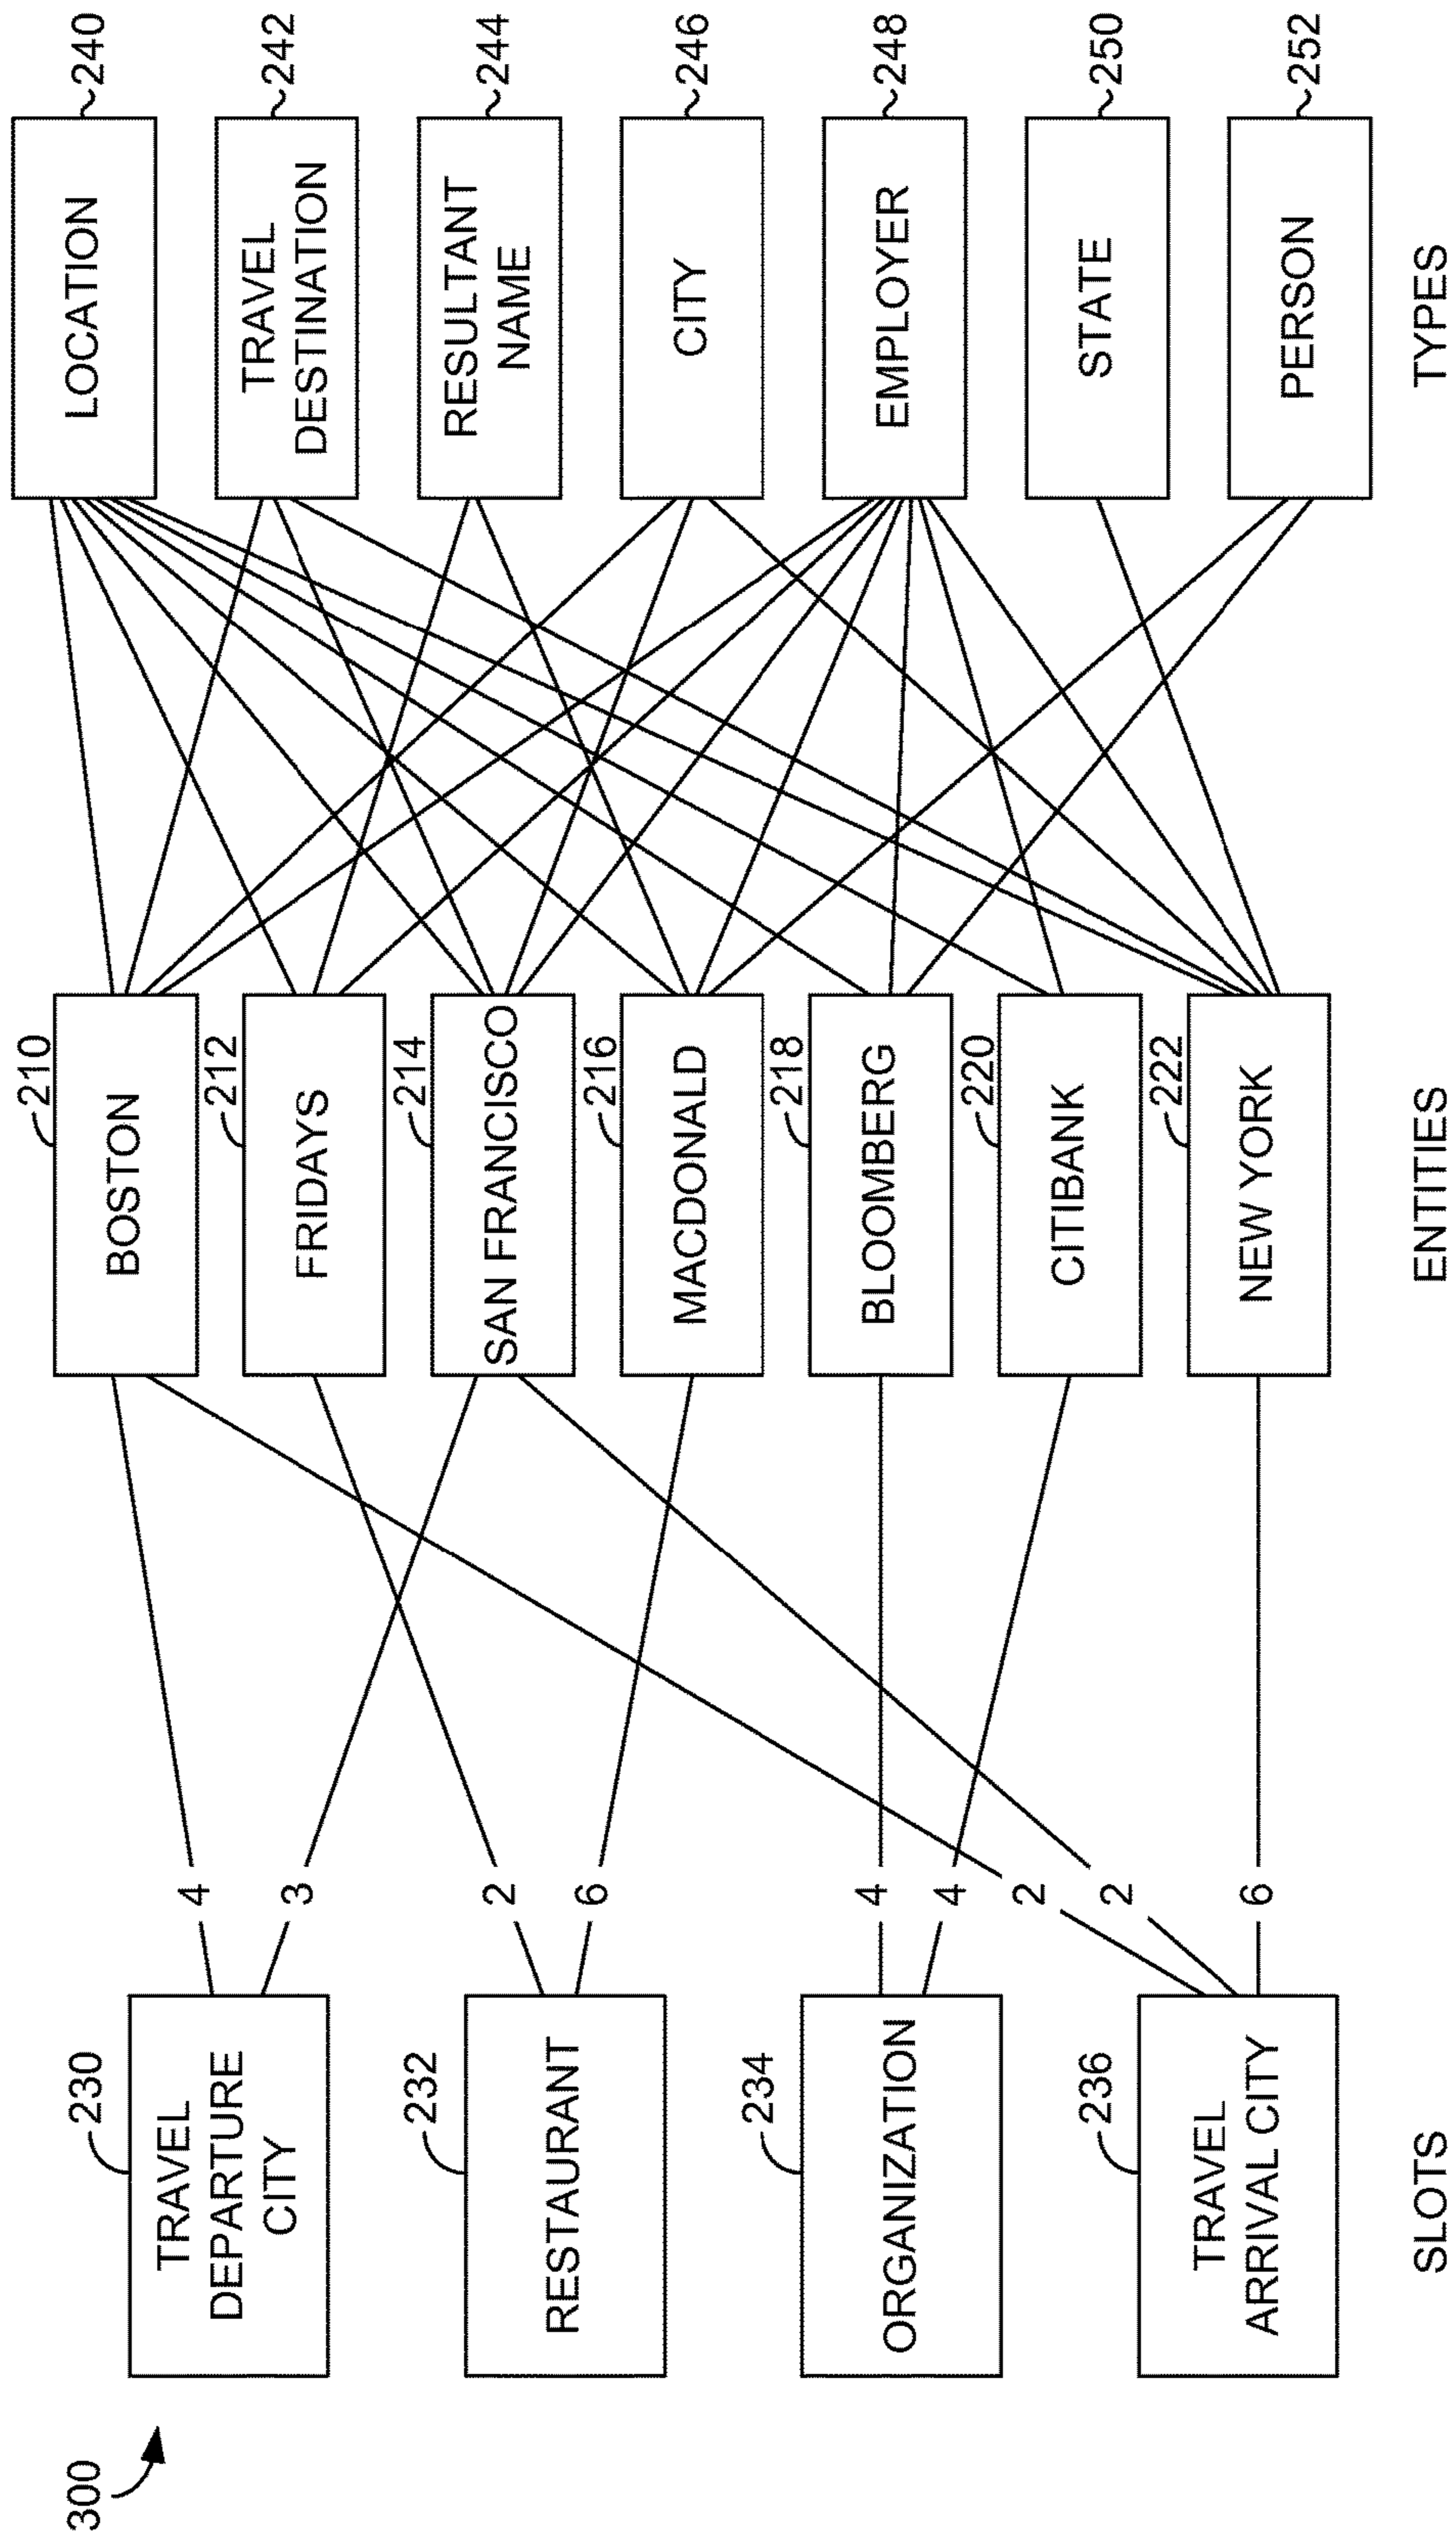 300
230
TRAVEL
DEPARTURE
CITY
232
RESTAURANT
234
ORGANIZATION
236
TRAVEL
ARRIVAL CITY
SLOTS
4
3
2
6
4
4
2
2
6
210
BOSTON
212
FRIDAYS
214
SAN FRANCISCO
216
MACDONALD
218
BLOOMBERG
220
CITIBANK
222
NEW YORK
ENTITIES
LOCATION
240
TRAVEL
DESTINATION
242
RESULTANT
NAME
244
CITY
246
EMPLOYER
248
STATE
250
PERSON
252
TYPES